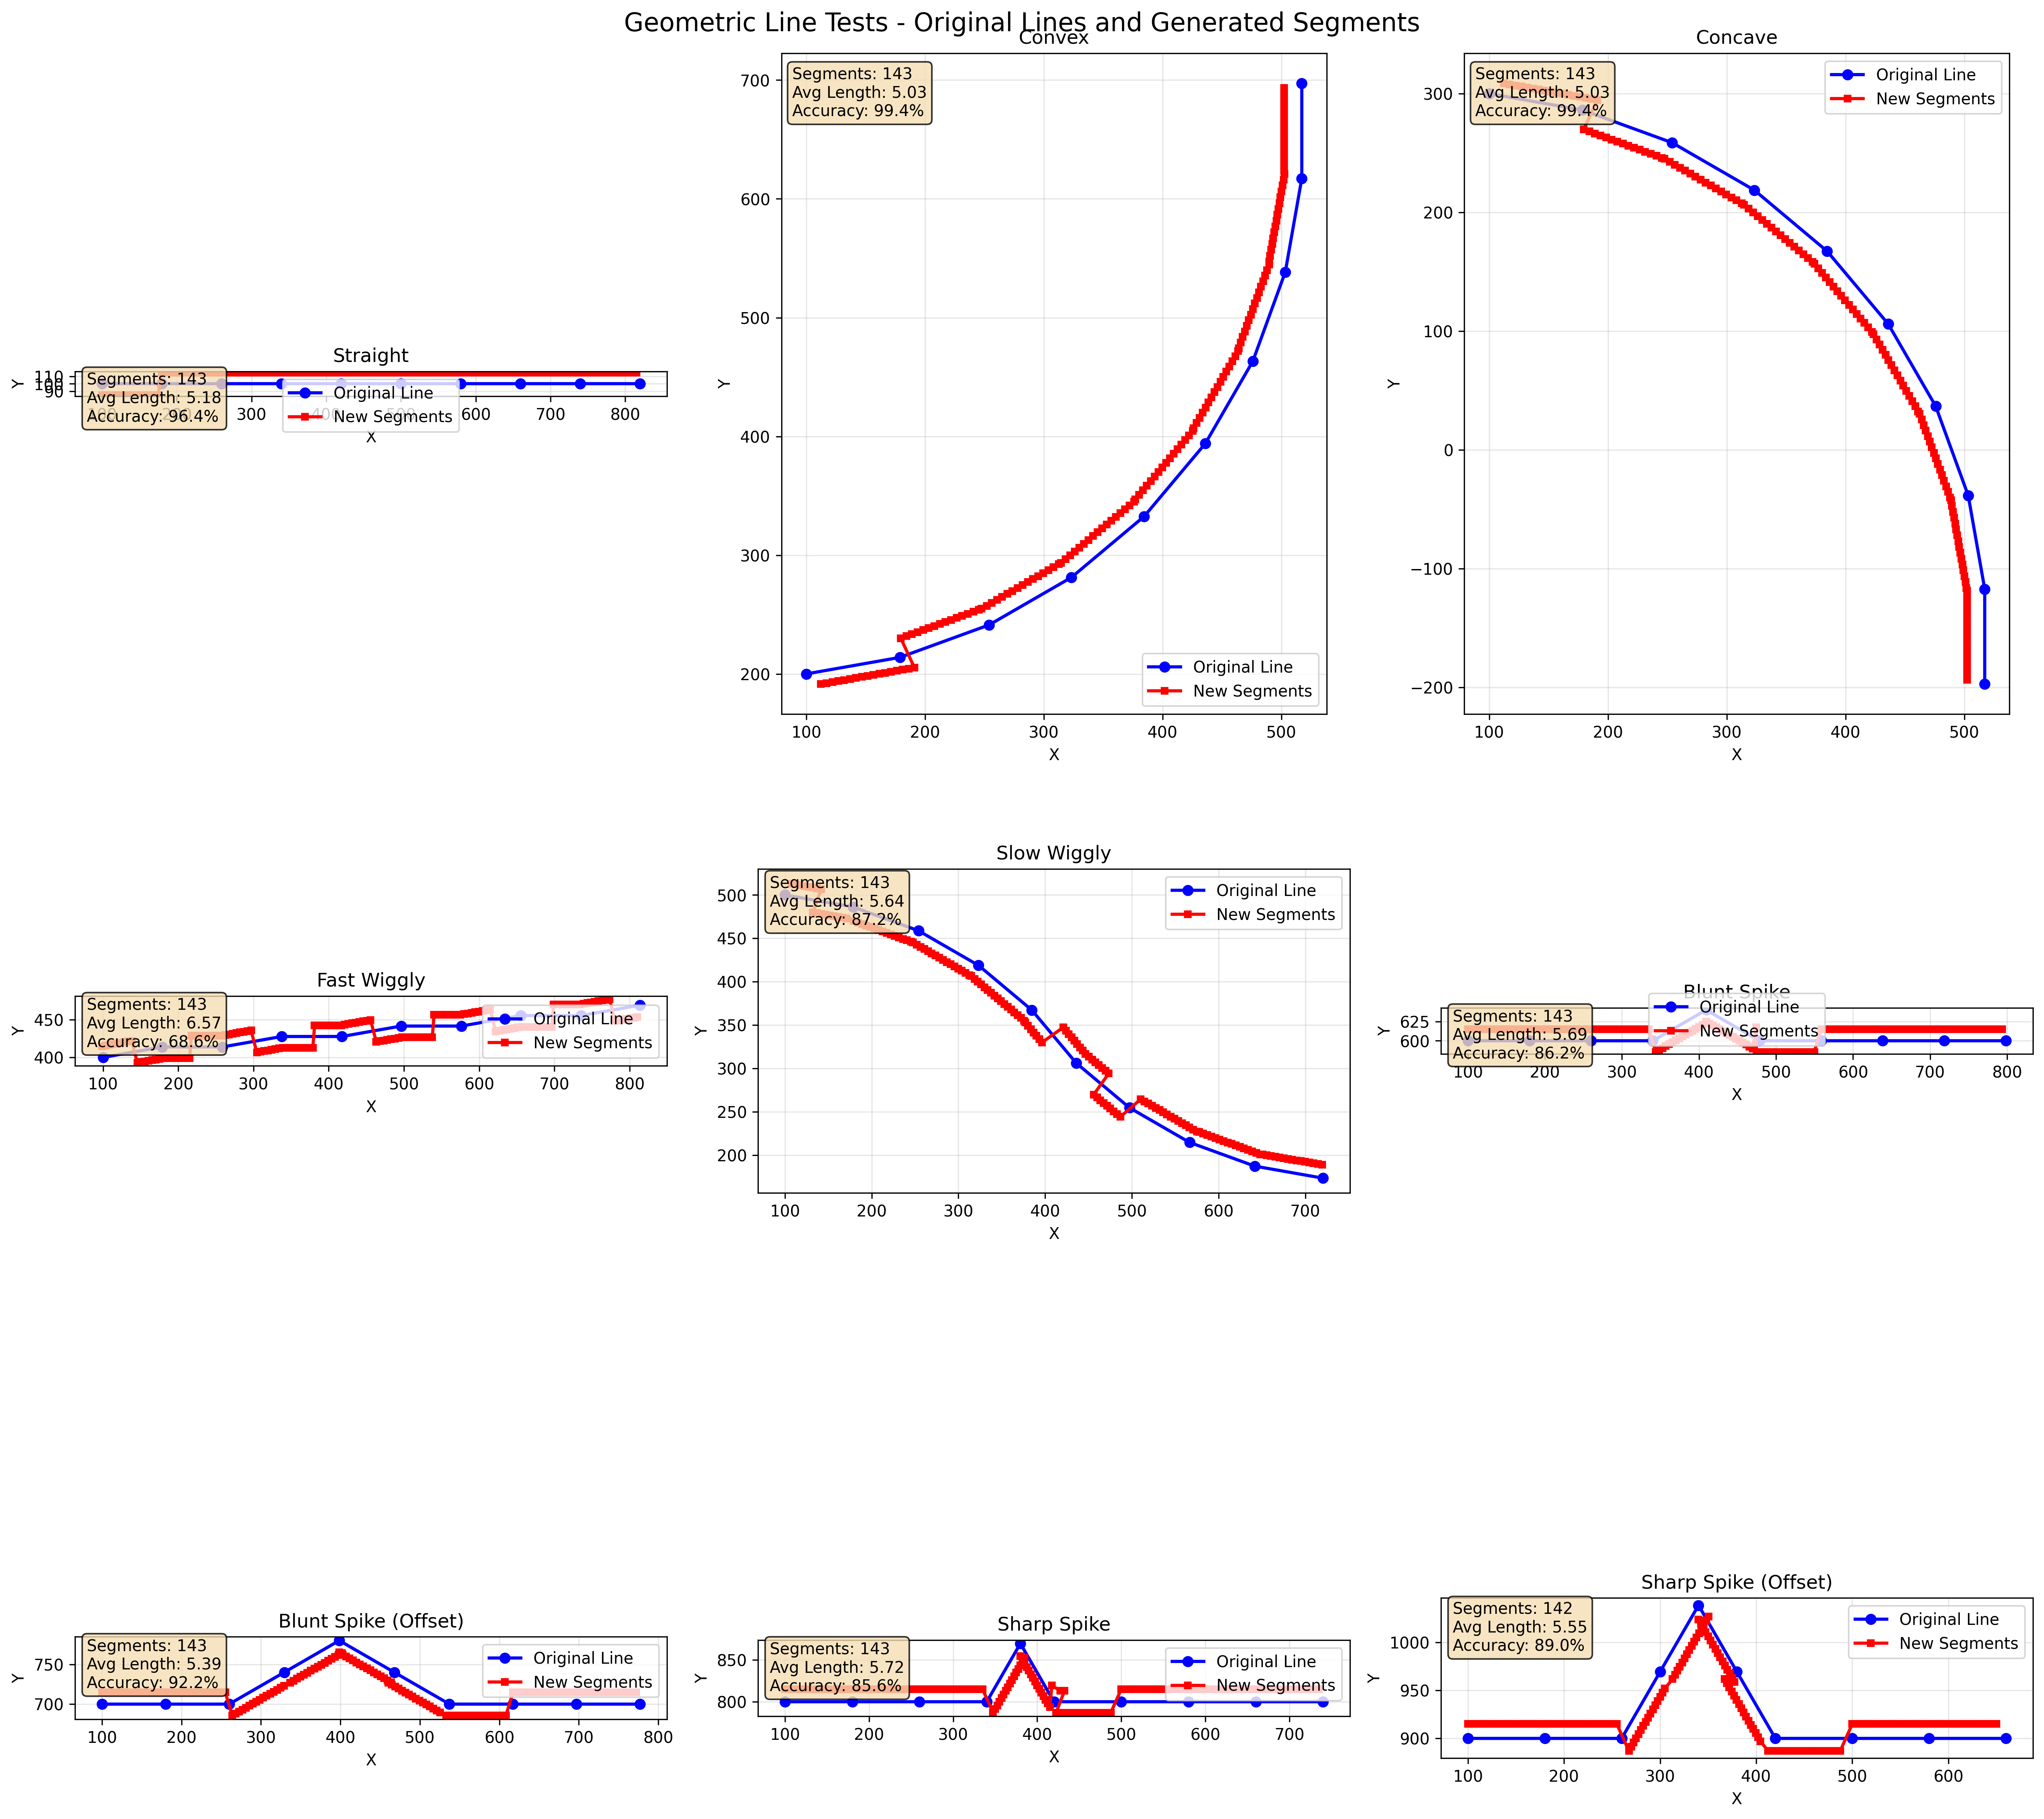 Geometric Line Tests - Original Lines and Generated Segments
Straight
Segments: 143
Avg Length: 5.18
Accuracy: 96.4%
Original Line
New Segments
110
100
90
300
600
700
800
X
Y
Convex
Segments: 143
Avg Length: 5.03
Accuracy: 99.4%
700
600
500
400
300
200
Y
Original Line
New Segments
100
200
300
400
500
X
Concave
Segments: 143
Avg Length: 5.03
Accuracy: 99.4%
Original Line
New Segments
300
200
100
0
−100
−200
Y
100
200
300
400
500
X
Fast Wiggly
Segments: 143
Avg Length: 6.57
Accuracy: 68.6%
Original Line
New Segments
450
400
Y
100
200
300
400
500
600
700
800
X
Slow Wiggly
Segments: 143
Avg Length: 5.64
Accuracy: 87.2%
Original Line
New Segments
500
450
400
350
300
250
200
Y
100
200
300
400
500
600
700
X
Blunt Spike
Segments: 143
Avg Length: 5.69
Accuracy: 86.2%
Original Line
New Segments
625
600
Y
100
200
300
400
500
600
700
800
X
Blunt Spike (Offset)
Segments: 143
Avg Length: 5.39
Accuracy: 92.2%
Original Line
New Segments
750
700
Y
100
200
300
400
500
600
700
800
X
Sharp Spike
Segments: 143
Avg Length: 5.72
Accuracy: 85.6%
Original Line
New Segments
850
800
Y
100
200
300
400
500
600
700
X
Sharp Spike (Offset)
Segments: 142
Avg Length: 5.55
Accuracy: 89.0%
Original Line
New Segments
1000
950
900
Y
100
200
300
400
500
600
X